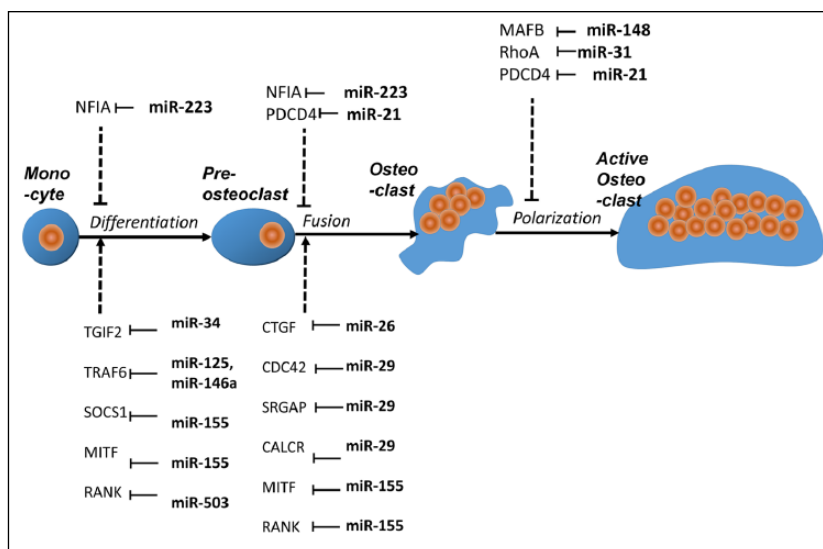 MAFB miR-148
RhoA miR-31
PDCD4 miR-21
NFIA miR-223
NFIA miR-223
PDCD4 miR-21
Mono
-cyte
Pre-
osteoclast
Osteo
-clast
Active
Osteo
-clast
Differentiation
Fusion
Polarization
TGIF2 miR-34
TRAF6 miR-125,
miR-146a
SOCS1 miR-155
MITF miR-155
RANK miR-503
CTGF miR-26
CDC42 miR-29
SRGAP miR-29
CALCR miR-29
MITF miR-155
RANK miR-155